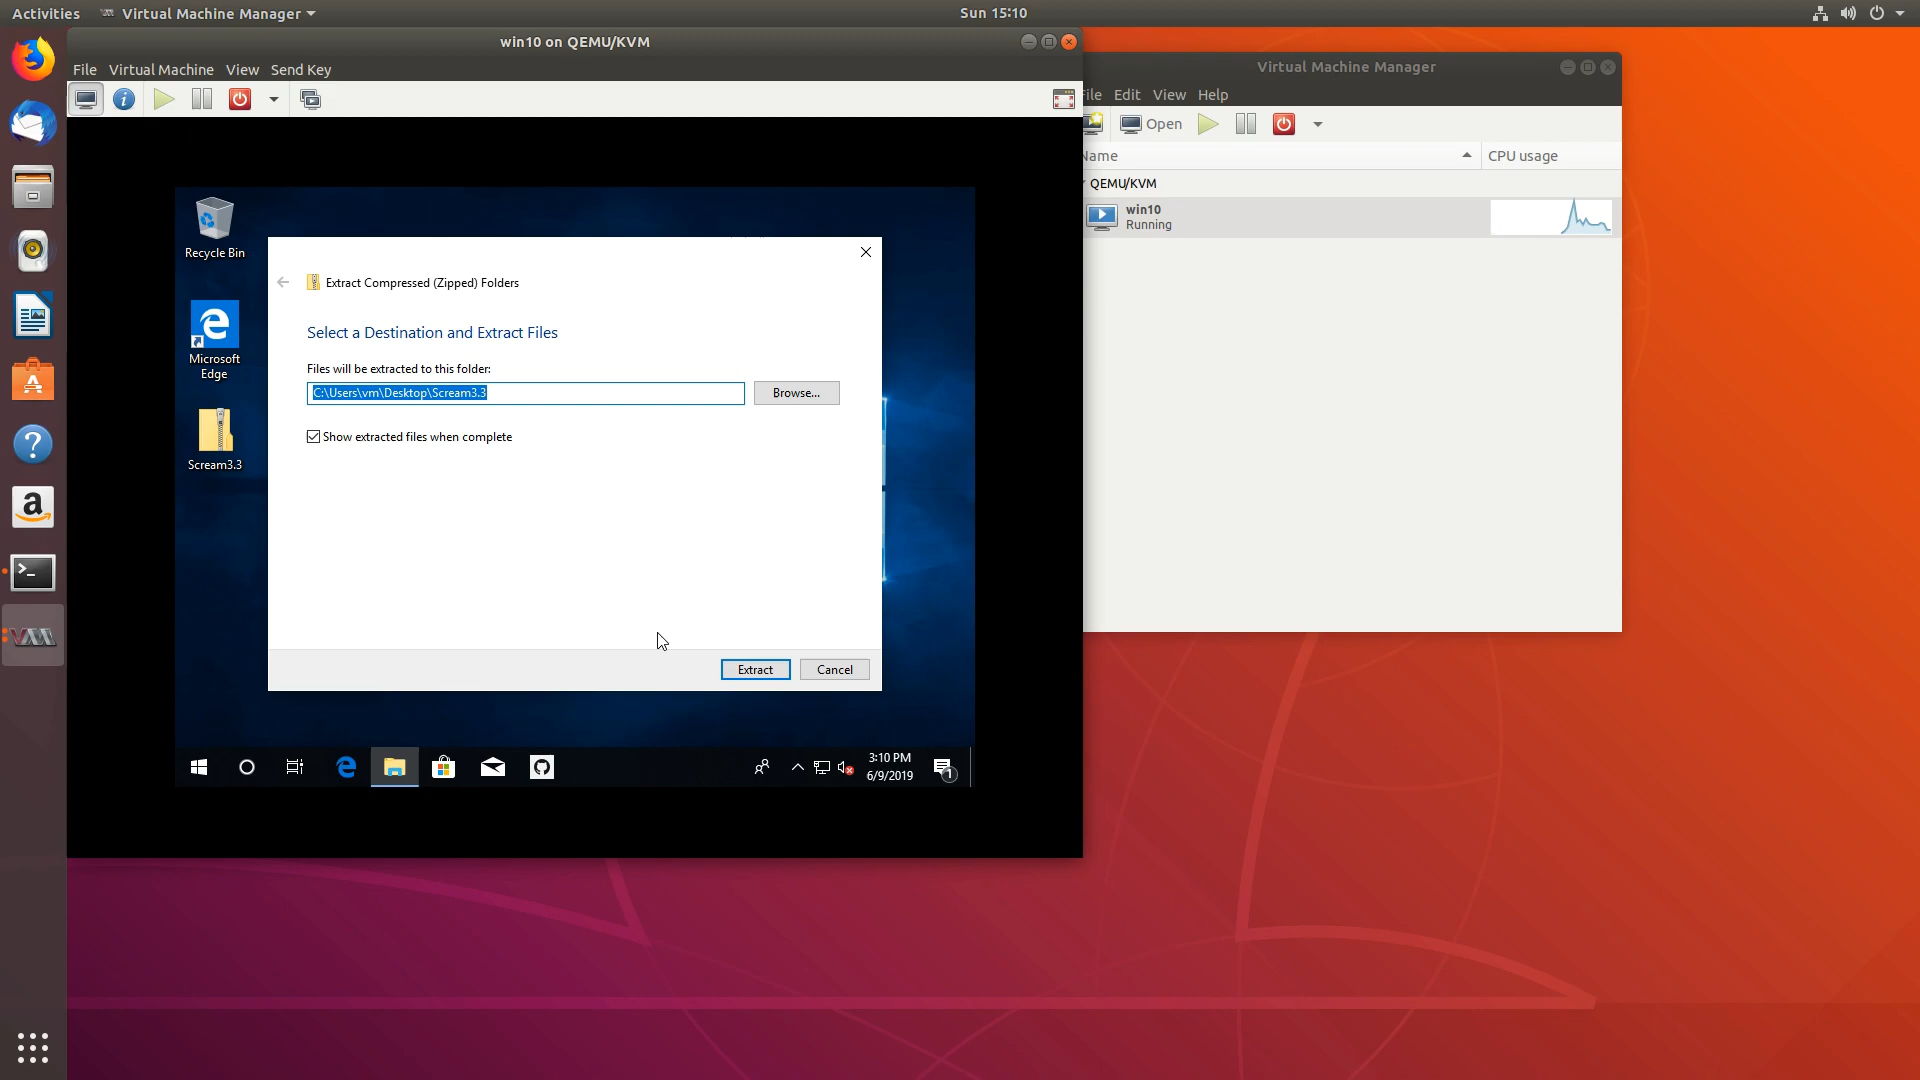 Activities
Virtual Machine Manager
Sun 15:10
win10 on QEMU/KVM
File Virtual Machine View Send Key
Recycle Bin
Microsoft
Edge
Scream3.3
Extract Compressed (Zipped) Folders
Select a Destination and Extract Files
Files will be extracted to this folder:
C:\Users\vm\Desktop\Scream3.3
Browse...
Show extracted files when complete
Extract
Cancel
3:10 PM
6/9/2019
1
Virtual Machine Manager
Edit View Help
Open
CPU usage
QEMU/KVM
win10
Running